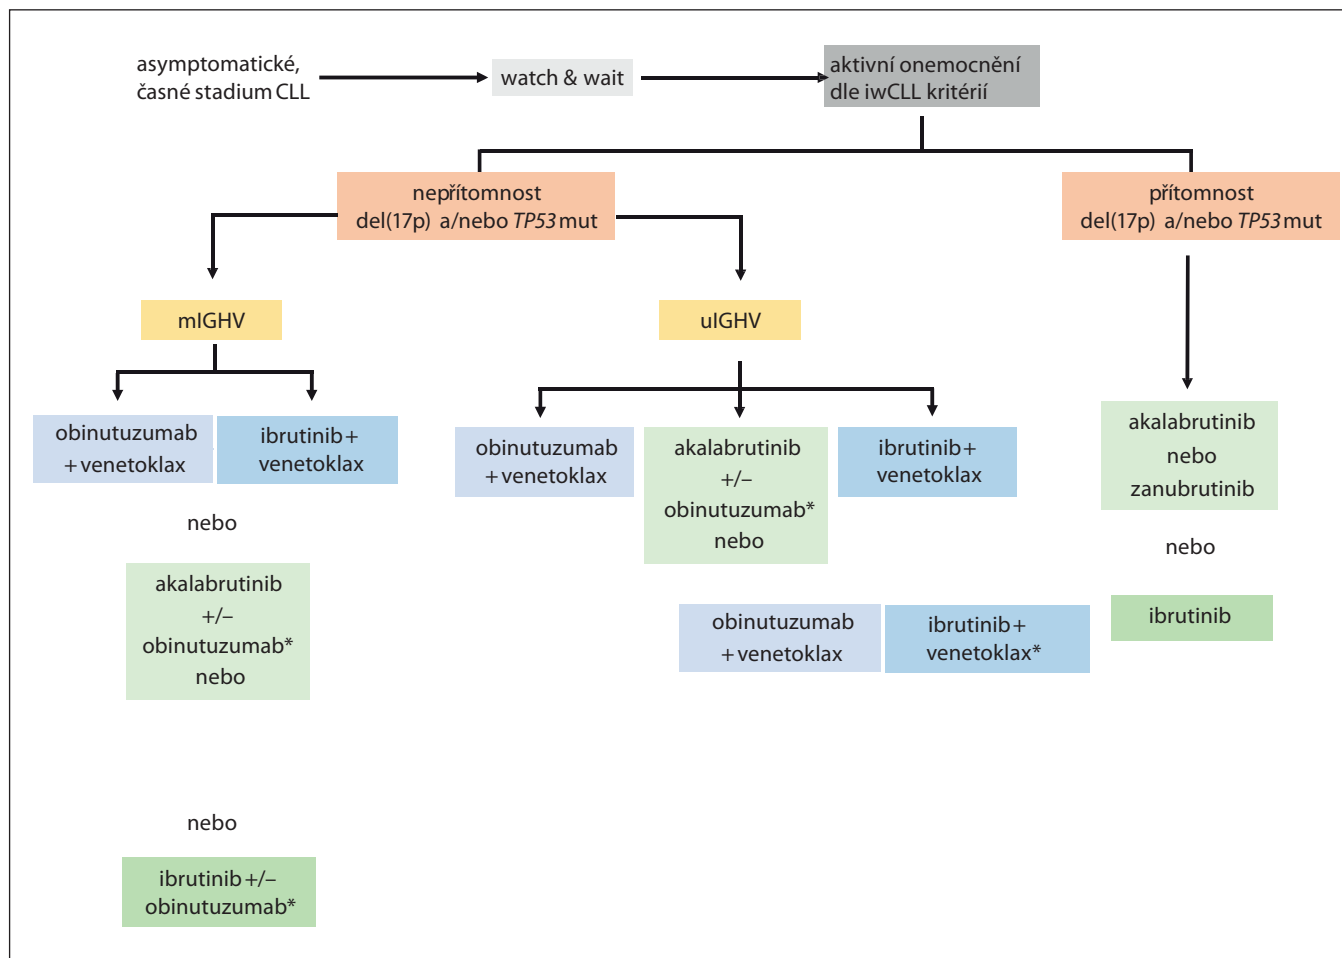 asymptomatické,
časné stadium CLL
watch & wait
aktivní onemocnění
dle iwCLL kritérií
nepřítomnost
del(17p) a/nebo TP53 mut
přítomnost
del(17p) a/nebo TP53 mut
mIGHV
uIGHV
obinutuzumab
+ venetoklax
ibrutinib +
venetoklax
nebo
akalabrutinib
+/–
obinutuzumab*
nebo
nebo
ibrutinib +/–
obinutuzumab*
obinutuzumab
+ venetoklax
akalabrutinib
+/–
obinutuzumab*
nebo
ibrutinib +
venetoklax
obinutuzumab
+ venetoklax
ibrutinib +
venetoklax*
akalabrutinib
nebo
zanubrutinib
nebo
ibrutinib